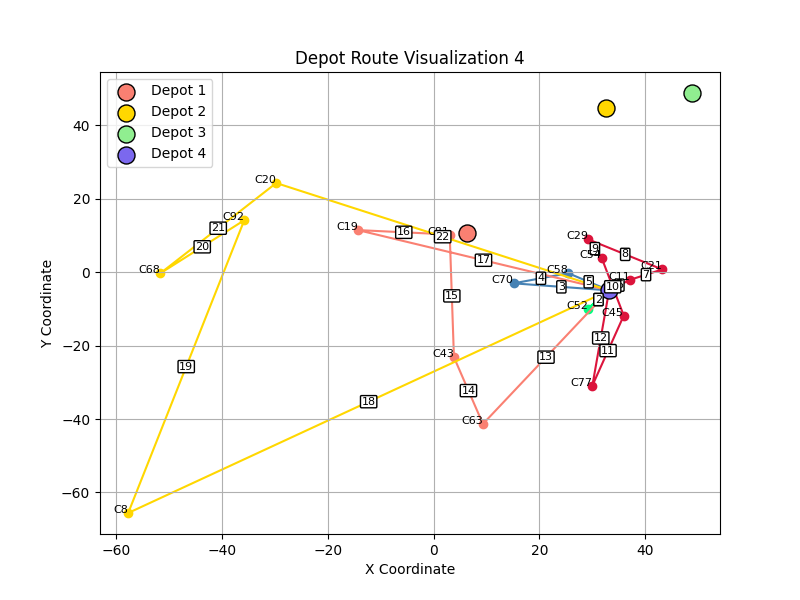 Depot Route Visualization 4
Depot 1
Depot 2
Depot 3
Depot 4
40
20
0
−20
−40
−60
−60
−40
−20
0
20
40
Y Coordinate
X Coordinate
C20
C92
C68
C8
C19
C43
C63
C70
C58
C52
C29
C11
C45
C77
21
20
19
18
16
22
17
15
14
13
4
3
5
2
9
8
7
10
12
11